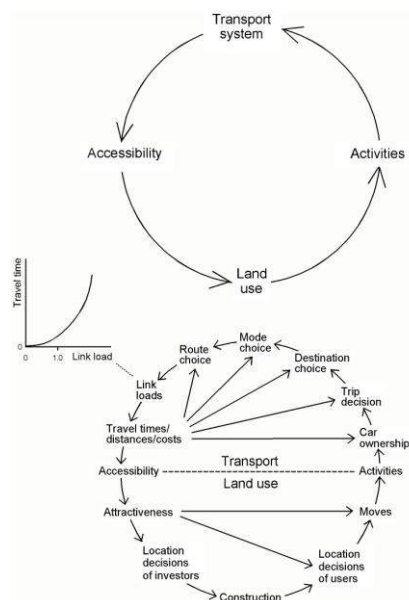 Transport
system
Accessibility
Activities
Land
use
Travel time
0
0
1.0
Link load
Mode
choice
Route
choice
Destination
choice
Link
loads
Trip
decision
Travel times/
distances/costs
Car
ownership
Transport
Accessibility
Activities
Land use
Attractiveness
Moves
Location
decisions
of investors
Location
decisions
of users
Construction